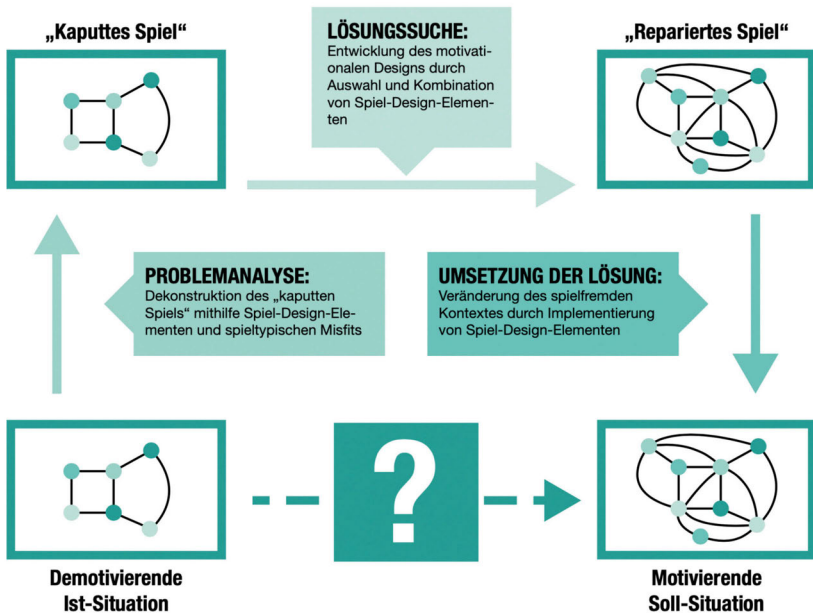 „Kaputtes Spiel“
LÖSUNGSSUCHE:
Entwicklung des motivati-
onalen Designs durch
Auswahl und Kombination
von Spiel-Design-Elemen-
ten
„Repariertes Spiel“
PROBLEMANALYSE:
Dekonstruktion des „kaputten
Spiels“ mithilfe Spiel-Design-Ele-
menten und spieltypischen Misfits
UMSETZUNG DER LÖSUNG:
Veränderung des spielfremden
Kontextes durch Implementierung
von Spiel-Design-Elementen
?
Demotivierende
Ist-Situation
Motivierende
Soll-Situation